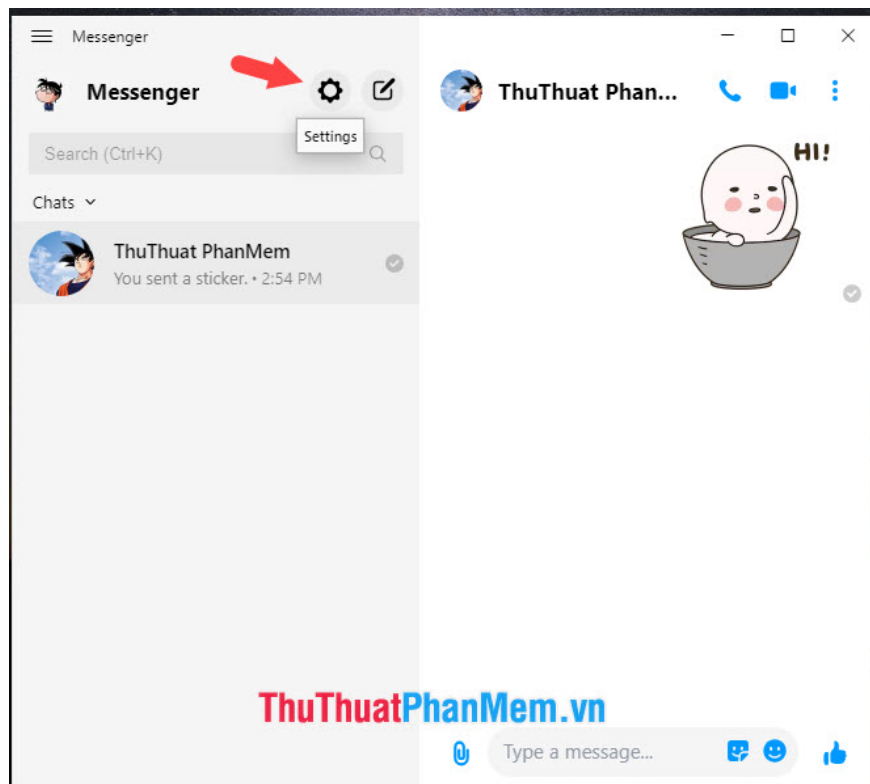 Messenger
Messenger
Settings
Search (Ctrl+K)
Chats
ThuThuat PhanMem
You sent a sticker. • 2:54 PM
ThuThuat Phan...
HI!
ThuThuatPhanMem.vn
Type a message...